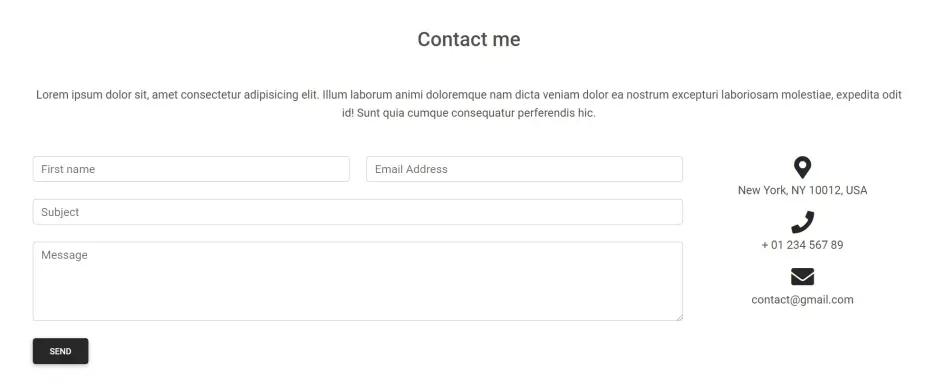 Contact me
Lorem ipsum dolor sit, amet consectetur adipisicing elit. Illum laborum animi doloremque nam dicta veniam dolor ea nostrum excepturi laboriosam molestiae, expedita odit
id! Sunt quia cumque consequatur perferendis hic.
First name
Email Address
Subject
Message
SEND
New York, NY 10012, USA
+ 01 234 567 89
contact@gmail.com